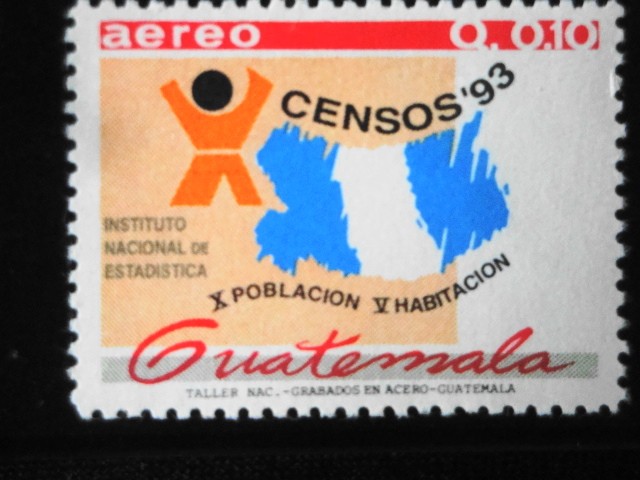 aereo Q. 0.10
CENSOS '93
INSTITUTO
NACIONAL DE
ESTADISTICA
X POBLACION V HABITACION
Guatemala
TALLER NAC.-GRABADOS EN ACERO-GUATEMALA